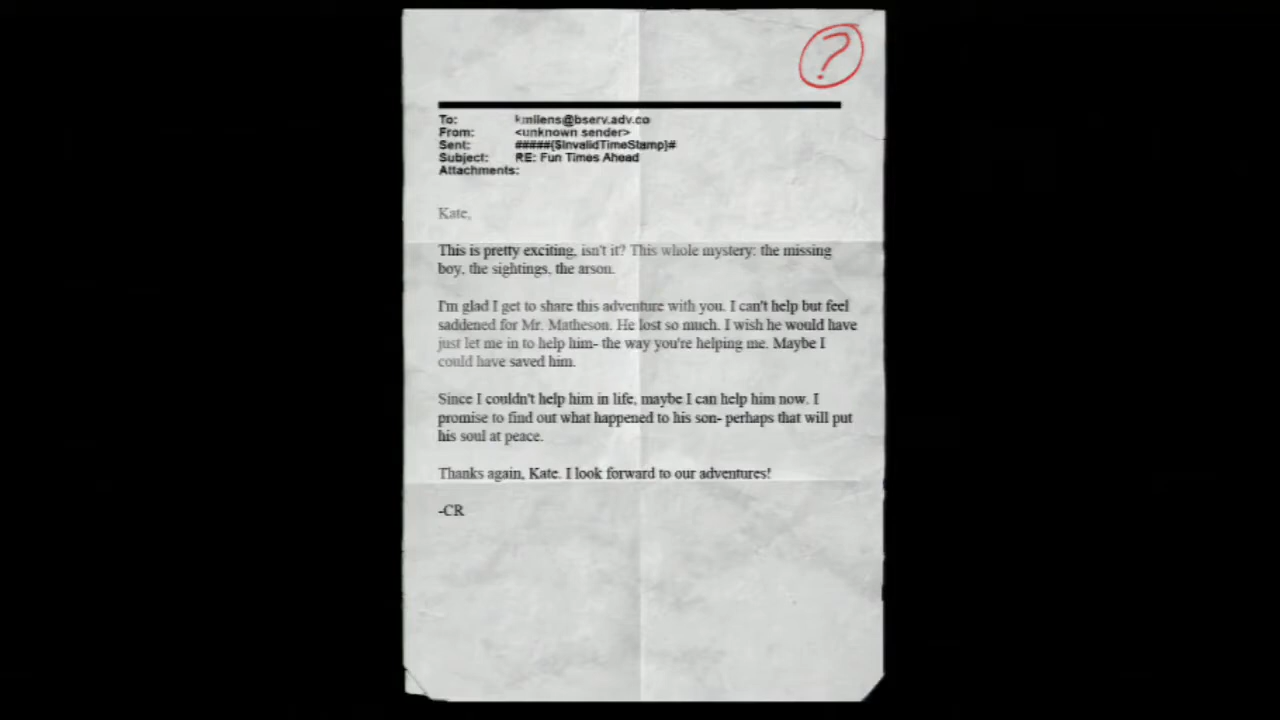 ?
To: kmilens@bserv.adv.co
From: <unknown sender>
Sent: #####{$InvalidTimeStamp}#
Subject: RE: Fun Times Ahead
Attachments:
Kate,
This is pretty exciting, isn't it? This whole mystery: the missing
boy, the sightings, the arson.
I'm glad I get to share this adventure with you. I can't help but feel
saddened for Mr. Matheson. He lost so much. I wish he would have
just let me in to help him- the way you're helping me. Maybe I
could have saved him.
Since I couldn't help him in life, maybe I can help him now. I
promise to find out what happened to his son- perhaps that will put
his soul at peace.
Thanks again, Kate. I look forward to our adventures!
-CR